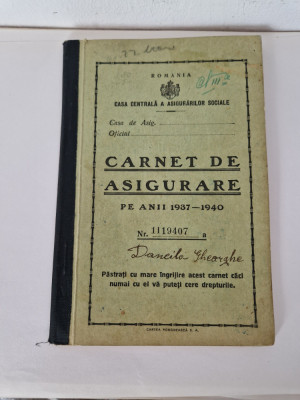 ROMANIA
CASA CENTRALĂ A ASIGURĂRILOR SOCIALE
Casa de Asig.
Oficiul
CARNET DE
ASIGURARE
PE ANII 1937—1940
Nr. 1119407 a
Dancila Gheorghe
Păstrați cu mare îngrijire acest carnet căci
numai cu el vă puteți cere drepturile.